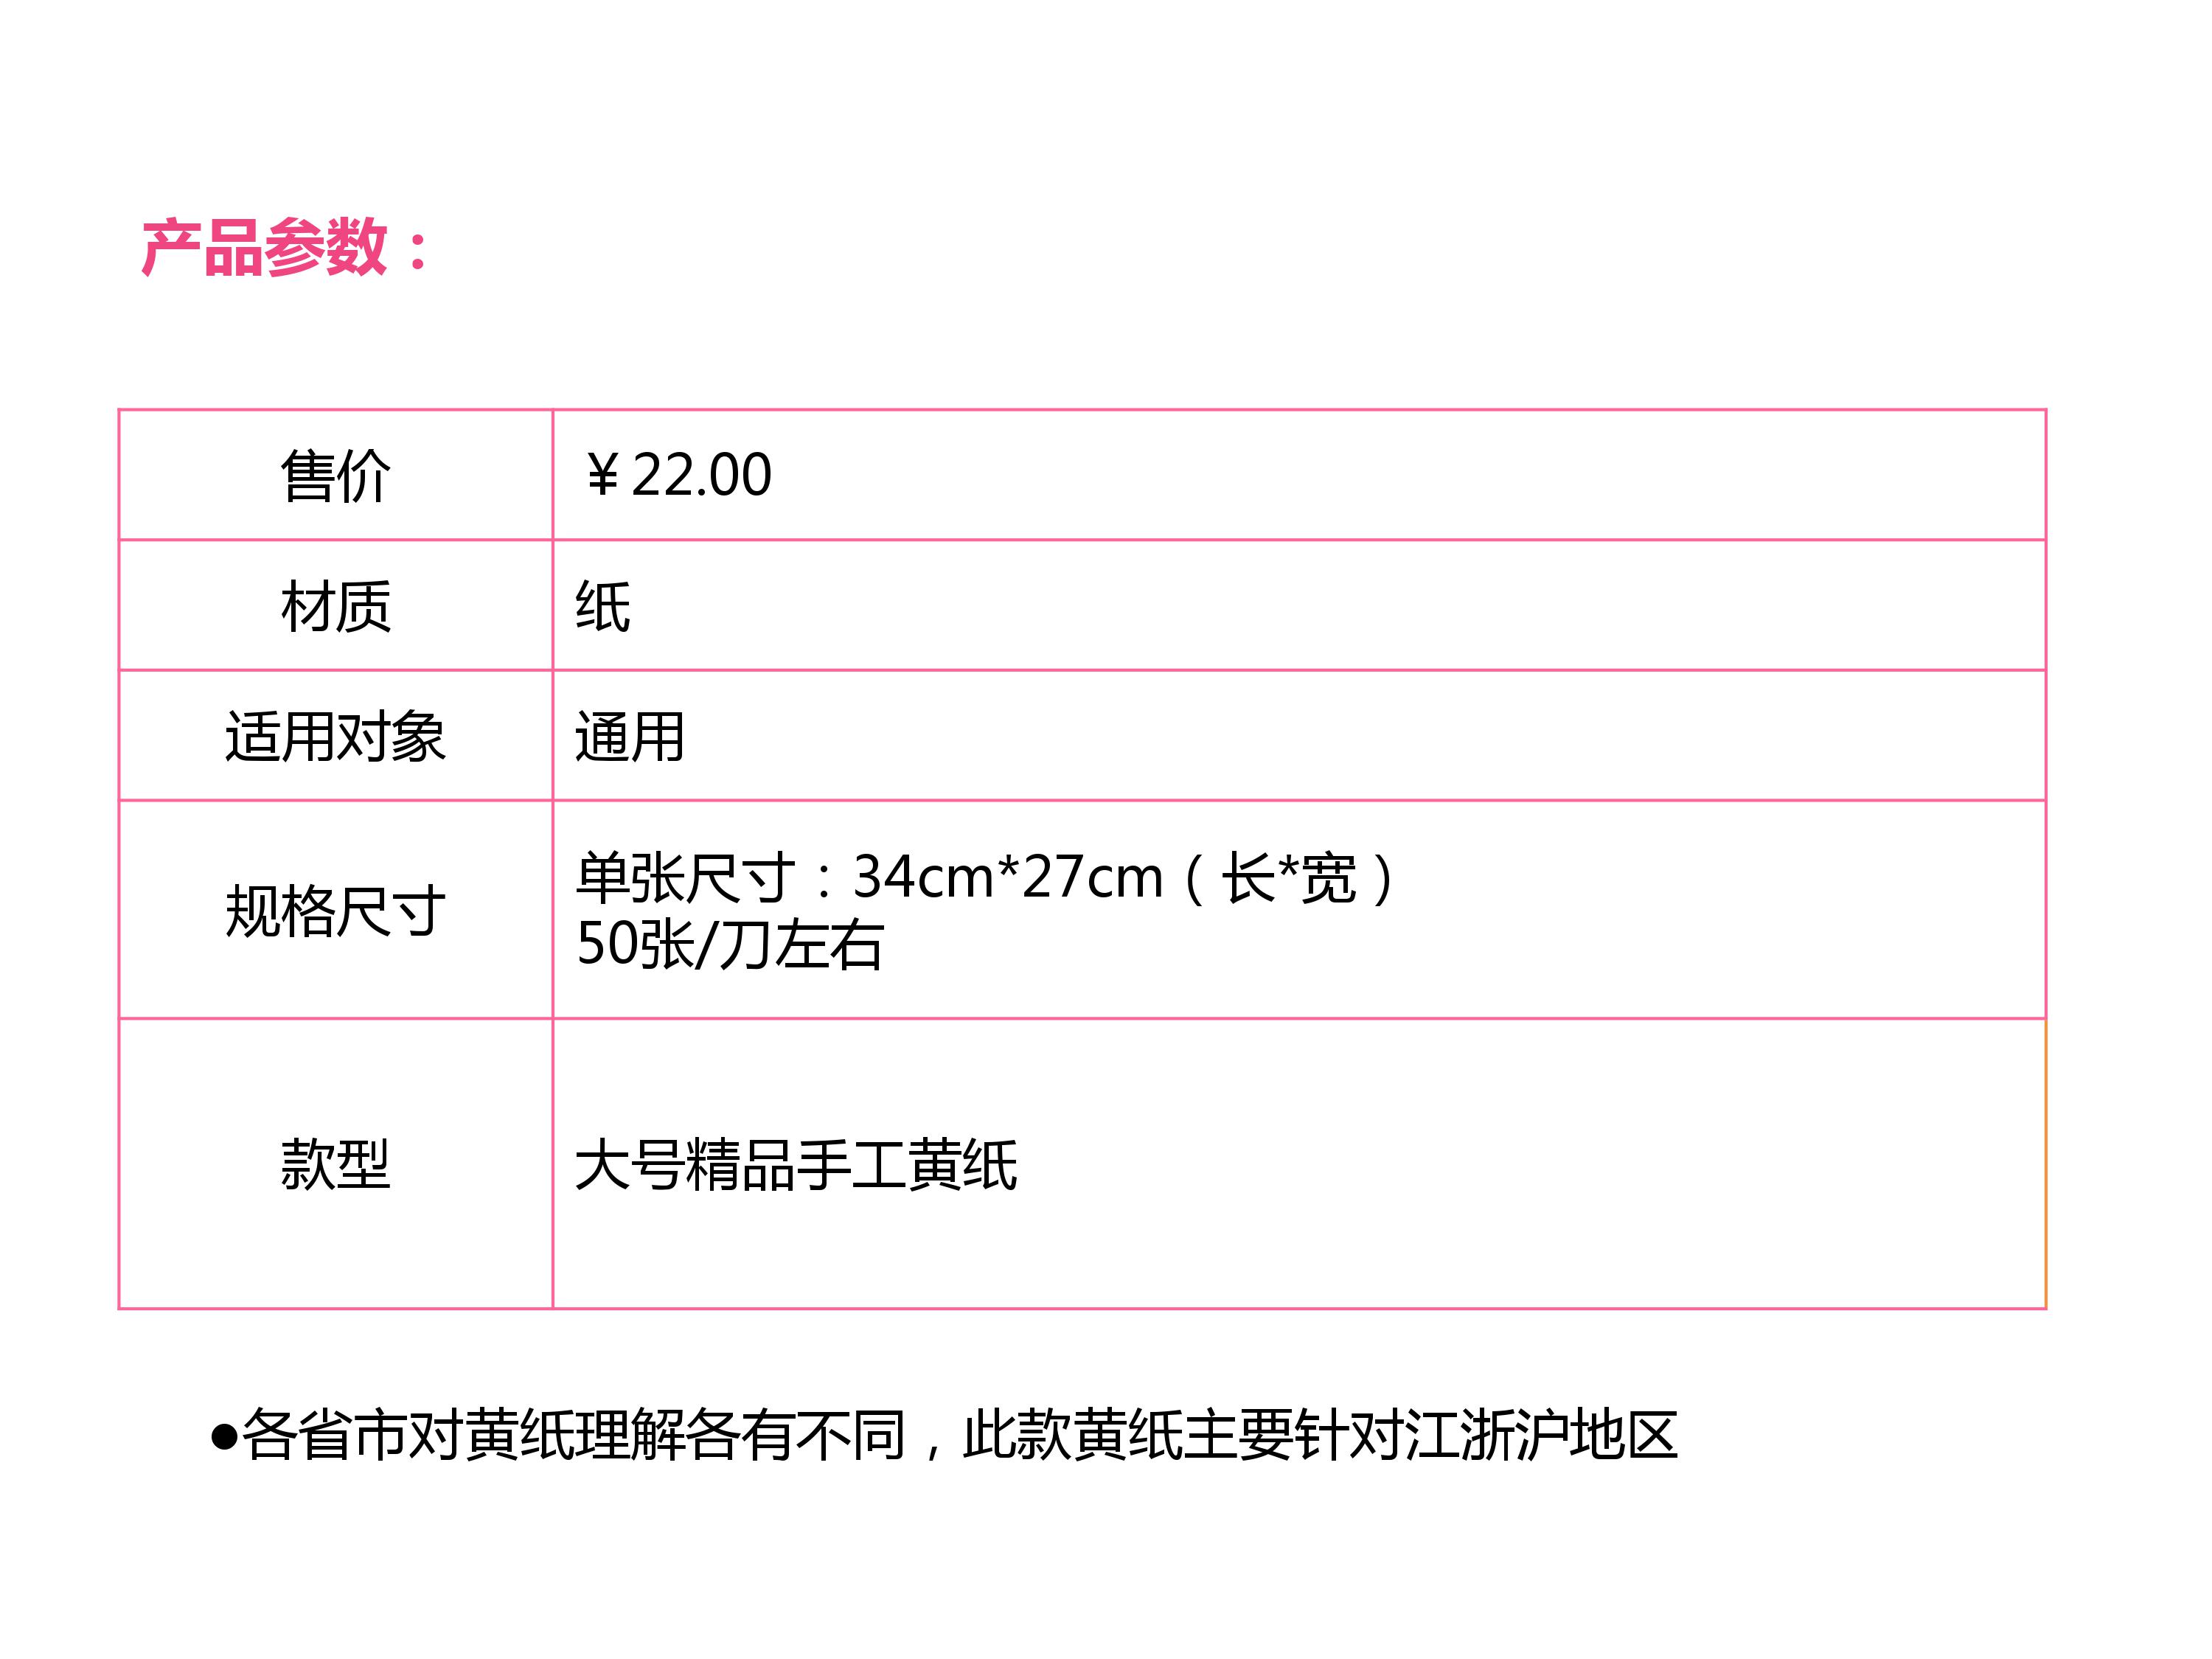 产品参数：
售价
￥22.00
材质
纸
适用对象
通用
规格尺寸
单张尺寸：34cm*27cm（长*宽）
50张/刀左右
款型
大号精品手工黄纸
●各省市对黄纸理解各有不同，此款黄纸主要针对江浙沪地区